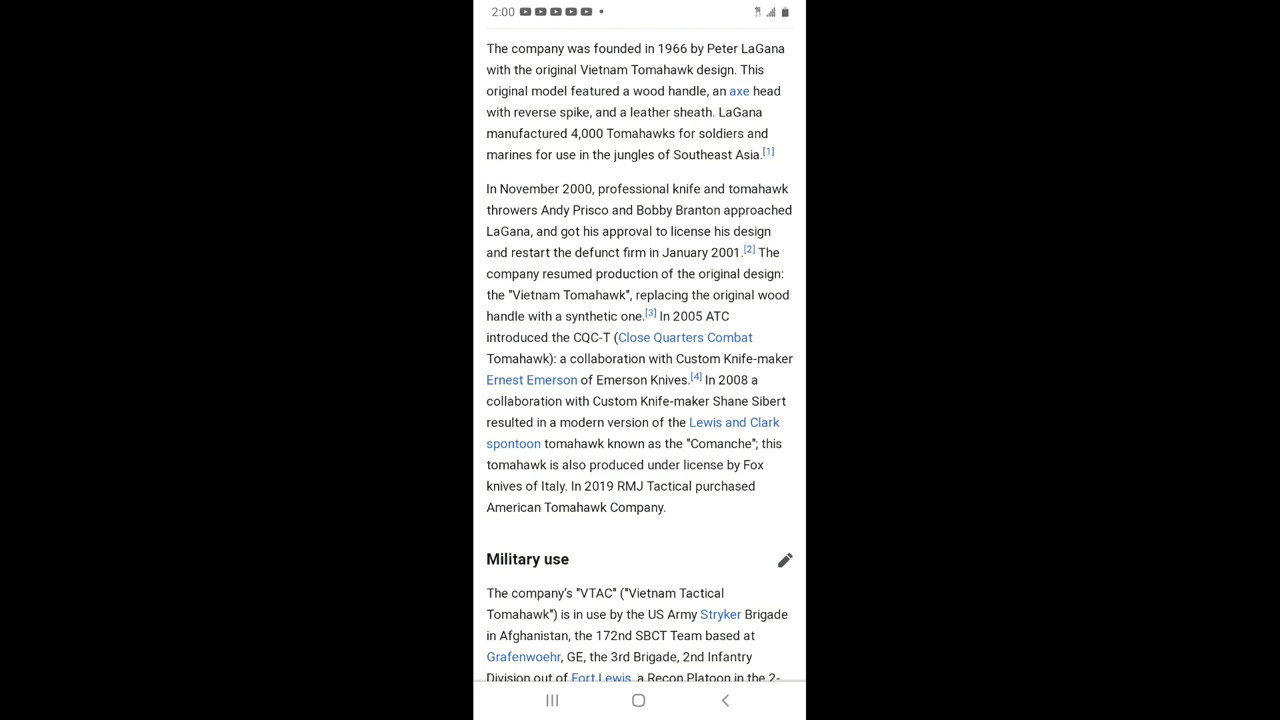 2:00
The company was founded in 1966 by Peter LaGana
with the original Vietnam Tomahawk design. This
original model featured a wood handle, an axe head
with reverse spike, and a leather sheath. LaGana
manufactured 4,000 Tomahawks for soldiers and
marines for use in the jungles of Southeast Asia.[1]
In November 2000, professional knife and tomahawk
throwers Andy Prisco and Bobby Branton approached
LaGana, and got his approval to license his design
and restart the defunct firm in January 2001.[2] The
company resumed production of the original design:
the "Vietnam Tomahawk", replacing the original wood
handle with a synthetic one.[3] In 2005 ATC
introduced the CQC-T (Close Quarters Combat
Tomahawk): a collaboration with Custom Knife-maker
Ernest Emerson of Emerson Knives.[4] In 2008 a
collaboration with Custom Knife-maker Shane Sibert
resulted in a modern version of the Lewis and Clark
spontoon tomahawk known as the "Comanche"; this
tomahawk is also produced under license by Fox
knives of Italy. In 2019 RMJ Tactical purchased
American Tomahawk Company.
Military use
The company's "VTAC" ("Vietnam Tactical
Tomahawk") is in use by the US Army Stryker Brigade
in Afghanistan, the 172nd SBCT Team based at
Grafenwoehr, GE, the 3rd Brigade, 2nd Infantry
Division out of Fort Lewis, a Recon Platoon in the 2-